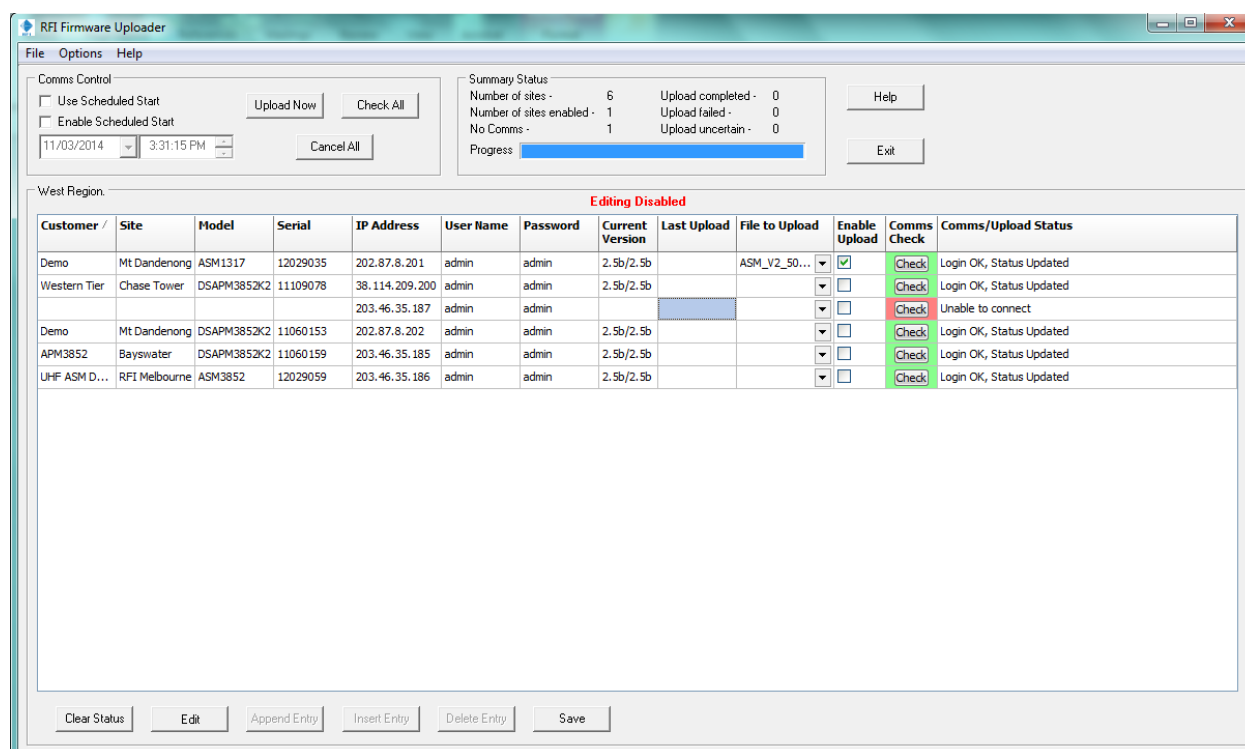 RFI Firmware Uploader
File Options Help
Comms Control
Use Scheduled Start
Enable Scheduled Start
11/03/2014 3:31:15 PM
Upload Now
Check All
Cancel All
Summary Status
Number of sites - 6 Upload completed - 0
Number of sites enabled - 1 Upload failed - 0
No Comms - 1 Upload uncertain - 0
Progress
Help
Exit
West Region.
Editing Disabled
Customer Site Model Serial IP Address User Name Password Current Version Last Upload File to Upload Enable Upload Comms Check Comms/Upload Status
Demo Mt Dandenong ASM1317 12029035 202.87.8.201 admin admin 2.5b/2.5b ASM_V2_50... Check Login OK, Status Updated
Western Tier Chase Tower DSAPM3852K2 11109078 38.114.209.200 admin admin 2.5b/2.5b Check Login OK, Status Updated
203.46.35.187 admin admin Check Unable to connect
Demo Mt Dandenong DSAPM3852K2 11060153 202.87.8.202 admin admin 2.5b/2.5b Check Login OK, Status Updated
APM3852 Bayswater DSAPM3852K2 11060159 203.46.35.185 admin admin 2.5b/2.5b Check Login OK, Status Updated
UHF ASM D... RFI Melbourne ASM3852 12029059 203.46.35.186 admin admin 2.5b/2.5b Check Login OK, Status Updated
Clear Status Edit Append Entry Insert Entry Delete Entry Save